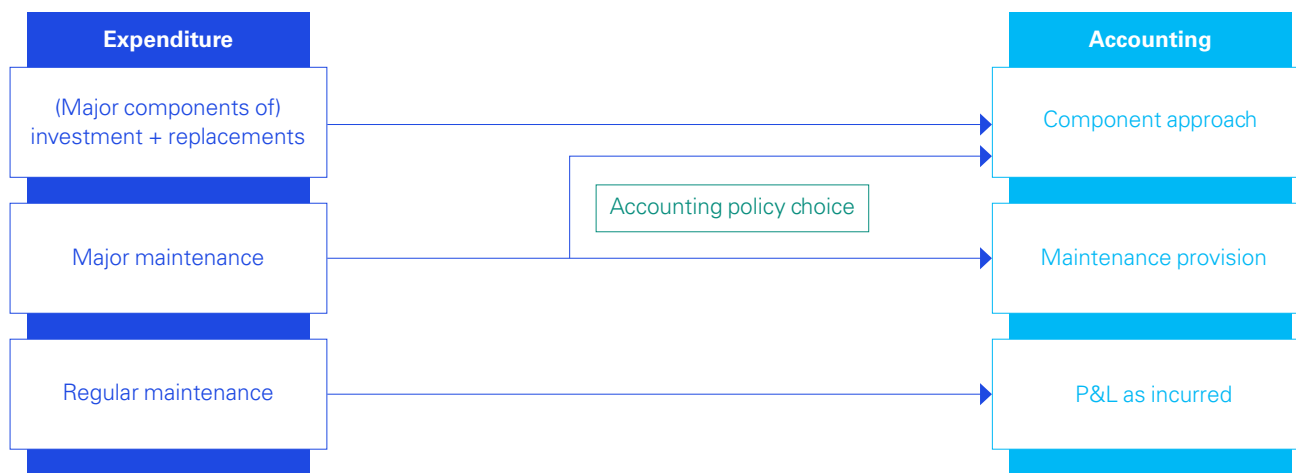 Expenditure
Accounting
(Major components of)
investment + replacements
Component approach
Accounting policy choice
Major maintenance
Maintenance provision
Regular maintenance
P&L as incurred